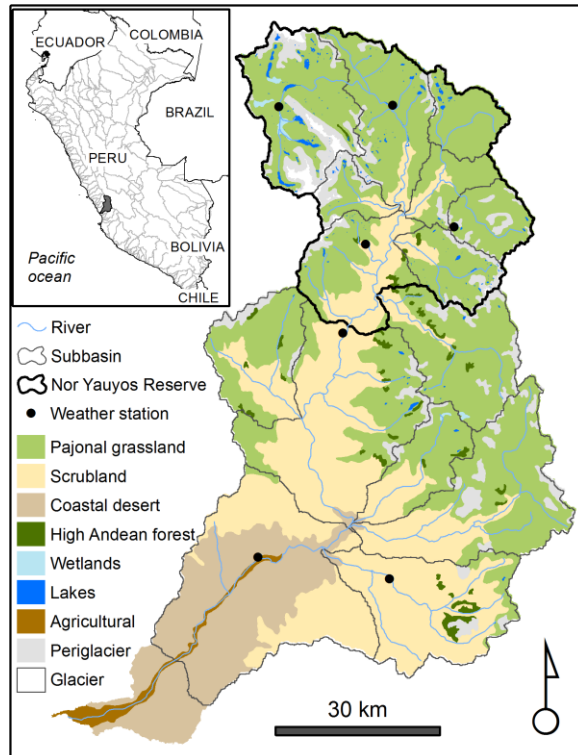 COLOMBIA
ECUADOR
BRAZIL
PERU
BOLIVIA
Pacific
ocean
CHILE
River
Subbasin
Nor Yauyos Reserve
Weather station
Pajonal grassland
Scrubland
Coastal desert
High Andean forest
Wetlands
Lakes
Agricultural
Periglacier
Glacier
30 km